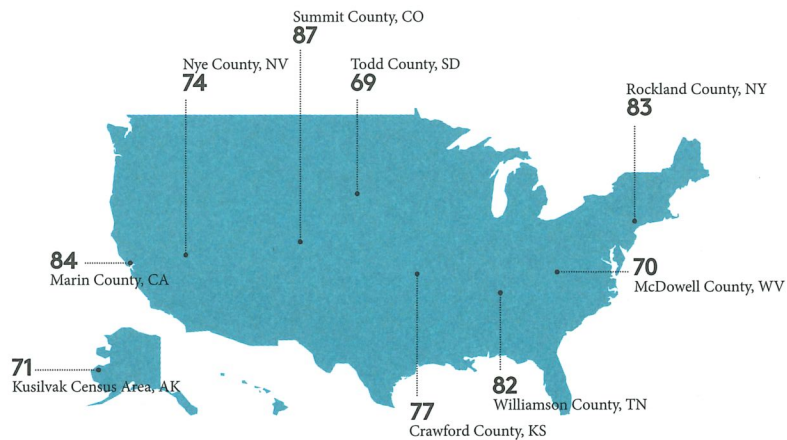 Summit County, CO
87
Nye County, NV
74
Todd County, SD
69
Rockland County, NY
83
84
Marin County, CA
70
McDowell County, WV
71
Kusilvak Census Area, AK
82
Williamson County, TN
77
Crawford County, KS